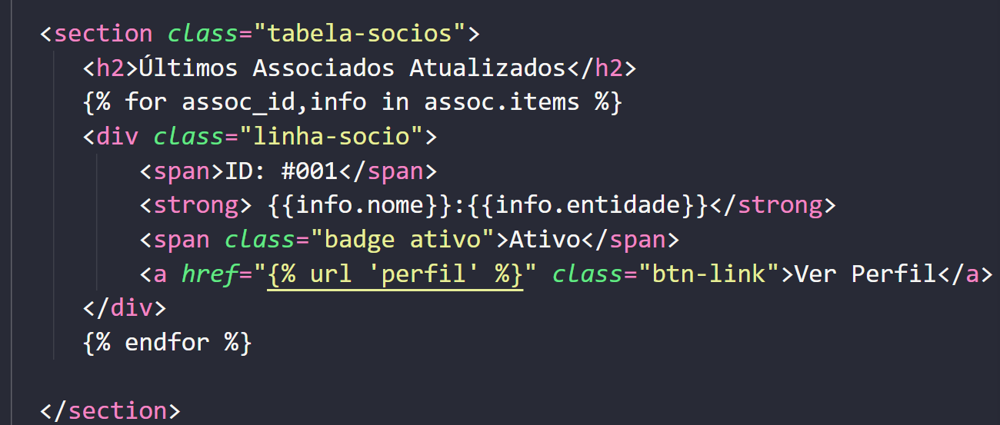 <section class="tabela-socios">
<h2>Últimos Associados Atualizados</h2>
{% for assoc_id,info in assoc.items %}
<div class="linha-socio">
<span>ID: #001</span>
<strong> {{info.nome}}:{{info.entidade}}</strong>
<span class="badge ativo">Ativo</span>
<a href="{% url 'perfil' %}" class="btn-link">Ver Perfil</a>
</div>
{% endfor %}
</section>